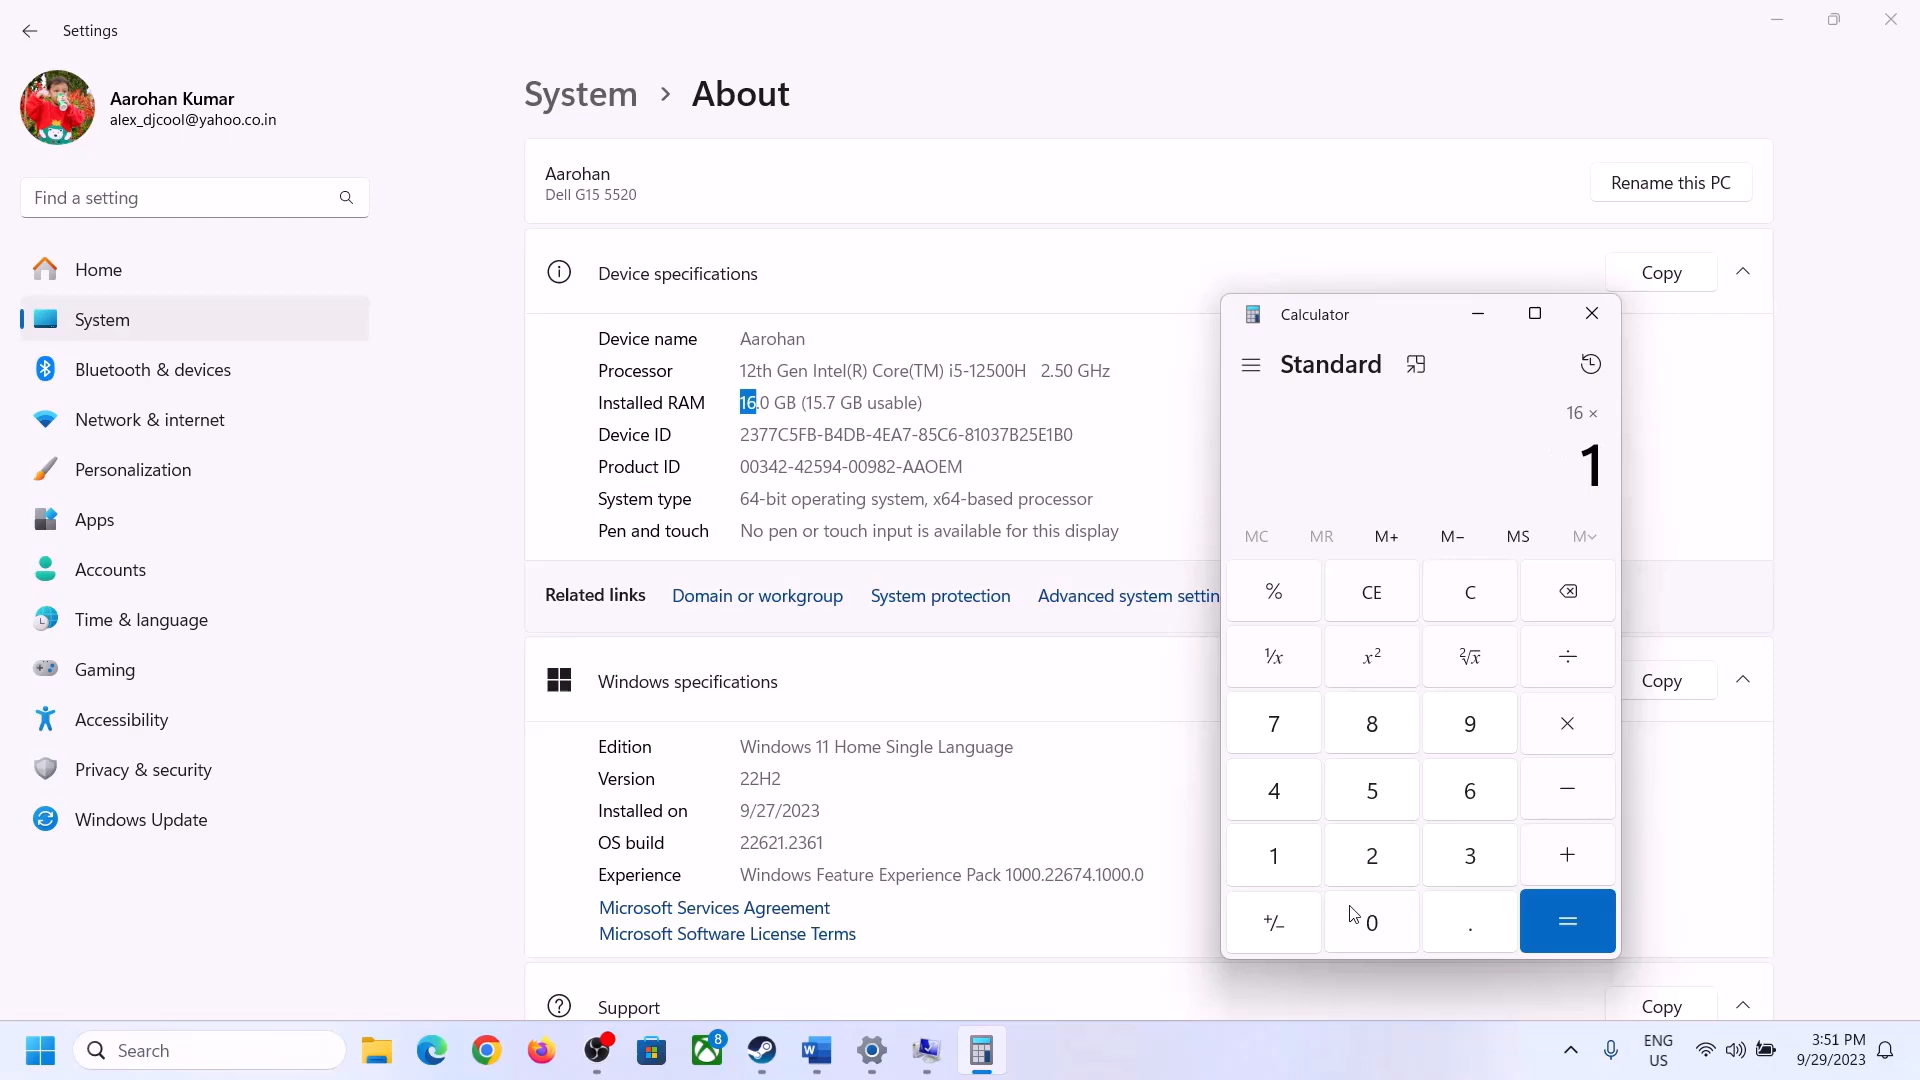 Settings
Aarohan Kumar
alex_djcool@yahoo.co.in
Find a setting
Home
System
Bluetooth & devices
Network & internet
Personalization
Apps
Accounts
Time & language
Gaming
Accessibility
Privacy & security
Windows Update
System > About
Aarohan
Dell G15 5520
Rename this PC
Device specifications
Copy
Device name Aarohan
Processor 12th Gen Intel(R) Core(TM) i5-12500H 2.50 GHz
Installed RAM 16.0 GB (15.7 GB usable)
Device ID 2377C5FB-B4DB-4EA7-85C6-81037B25E1B0
Product ID 00342-42594-00982-AAOEM
System type 64-bit operating system, x64-based processor
Pen and touch No pen or touch input is available for this display
Related links Domain or workgroup System protection Advanced system settin
Windows specifications
Copy
Edition Windows 11 Home Single Language
Version 22H2
Installed on 9/27/2023
OS build 22621.2361
Experience Windows Feature Experience Pack 1000.22674.1000.0
Microsoft Services Agreement
Microsoft Software License Terms
Support
Copy
Calculator
Standard
16 ×
1
MC MR M+ M− MS M
% CE C
¹⁄x x² ²√x ÷
7 8 9 ×
4 5 6 −
1 2 3 +
+/− 0 . =
Search
8
ENG
US
3:51 PM
9/29/2023